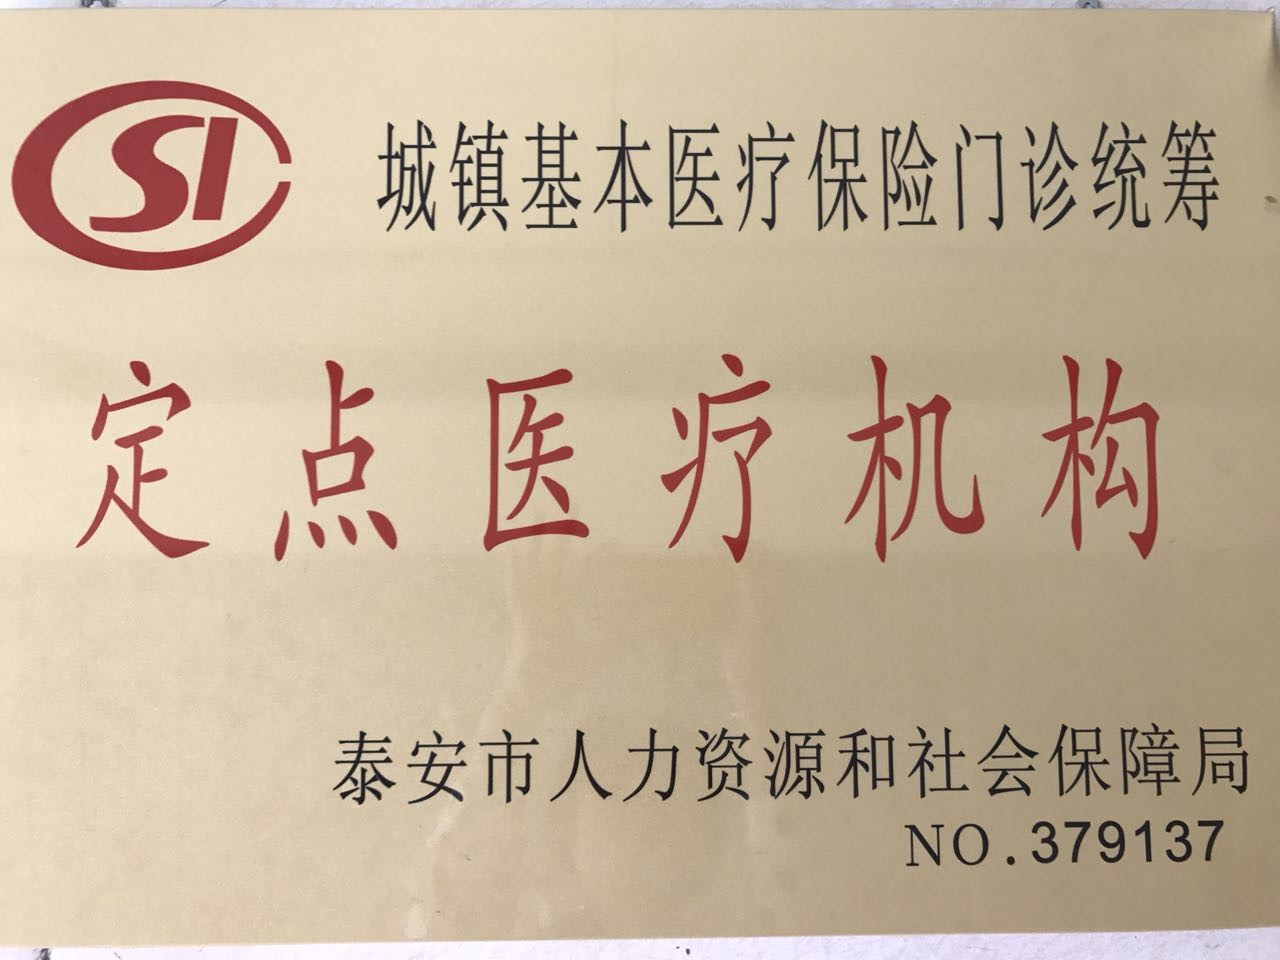 CSI
城镇基本医疗保险门诊统筹
定点医疗机构
泰安市人力资源和社会保障局
NO.379137